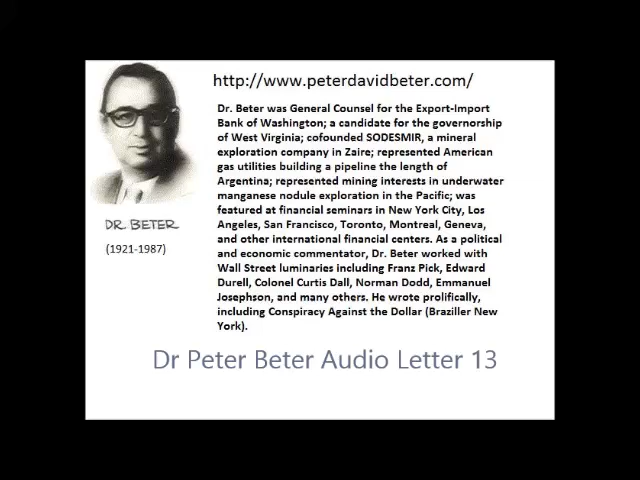 http://www.peterdavidbeter.com/
Dr. Beter was General Counsel for the Export-Import
Bank of Washington; a candidate for the governorship
of West Virginia; cofounded SODESMIR, a mineral
exploration company in Zaire; represented American
gas utilities building a pipeline the length of
Argentina; represented mining interests in underwater
manganese nodule exploration in the Pacific; was
featured at financial seminars in New York City, Los
Angeles, San Francisco, Toronto, Montreal, Geneva,
and other international financial centers. As a political
and economic commentator, Dr. Beter worked with
Wall Street luminaries including Franz Pick, Edward
Durell, Colonel Curtis Dall, Norman Dodd, Emmanuel
Josephson, and many others. He wrote prolifically,
including Conspiracy Against the Dollar (Braziller New
York).
DR. BETER
(1921-1987)
Dr Peter Beter Audio Letter 13